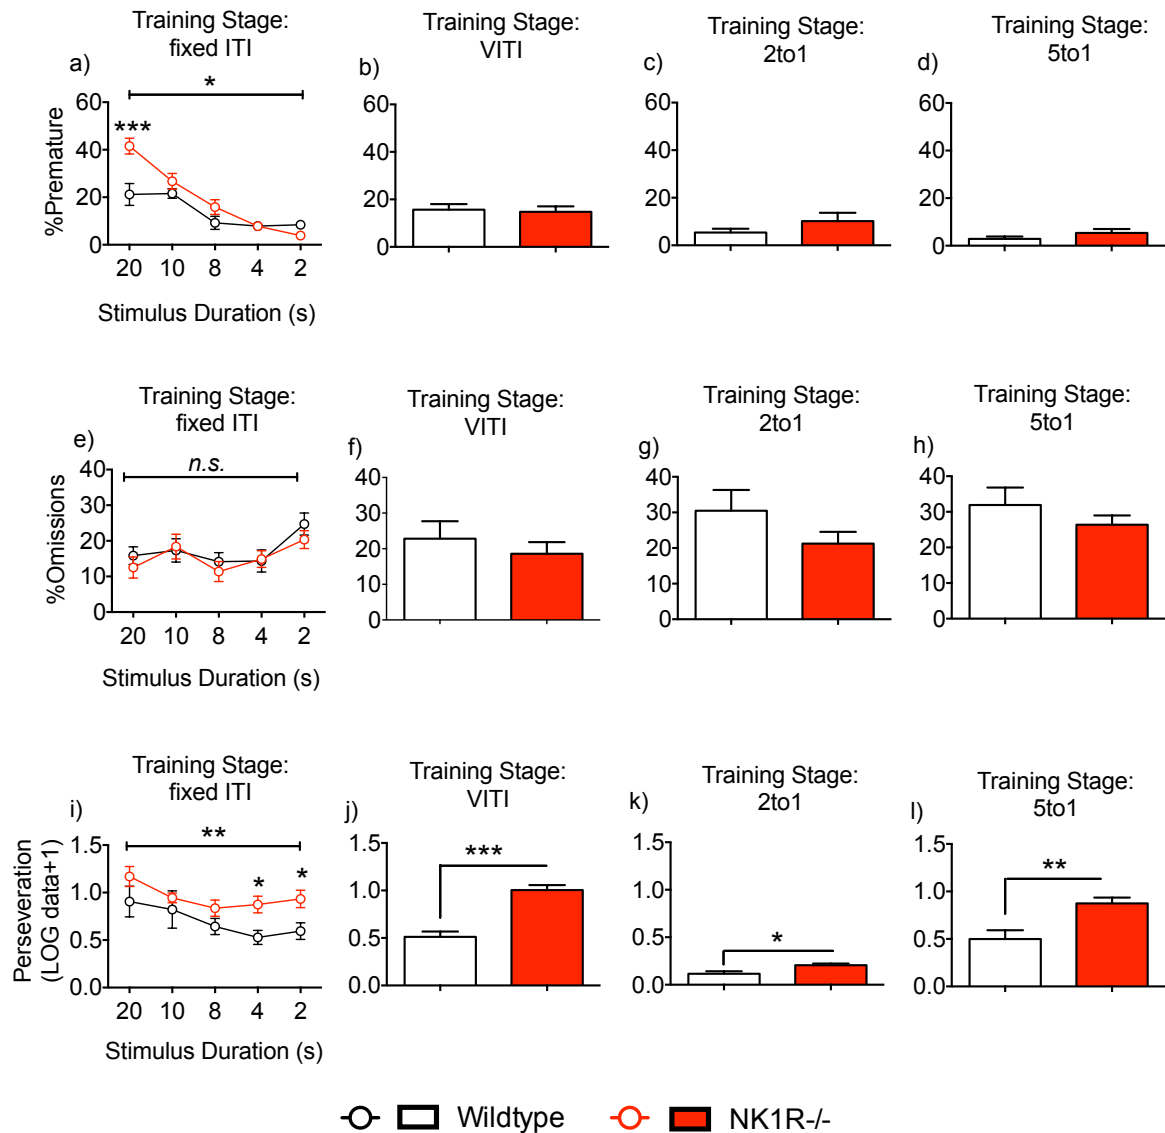 Training Stage:
fixed ITI
a)
*
***
%Premature
60
40
20
0
20 10 8 4 2
Stimulus Duration (s)
Training Stage:
VITI
b)
60
40
20
0
Training Stage:
2to1
c)
60
40
20
0
Training Stage:
5to1
d)
60
40
20
0
Training Stage:
fixed ITI
e)
n.s.
%Omissions
40
30
20
10
0
20 10 8 4 2
Stimulus Duration (s)
Training Stage:
VITI
f)
40
30
20
10
0
Training Stage:
2to1
g)
40
30
20
10
0
Training Stage:
5to1
h)
40
30
20
10
0
Training Stage:
fixed ITI
i)
**
* *
Perseveration
(LOG data+1)
1.5
1.0
0.5
0.0
20 10 8 4 2
Stimulus Duration (s)
Training Stage:
VITI
j)
***
1.5
1.0
0.5
0.0
Training Stage:
2to1
k)
*
1.5
1.0
0.5
0.0
Training Stage:
5to1
l)
**
1.5
1.0
0.5
0.0
Wildtype NK1R-/-